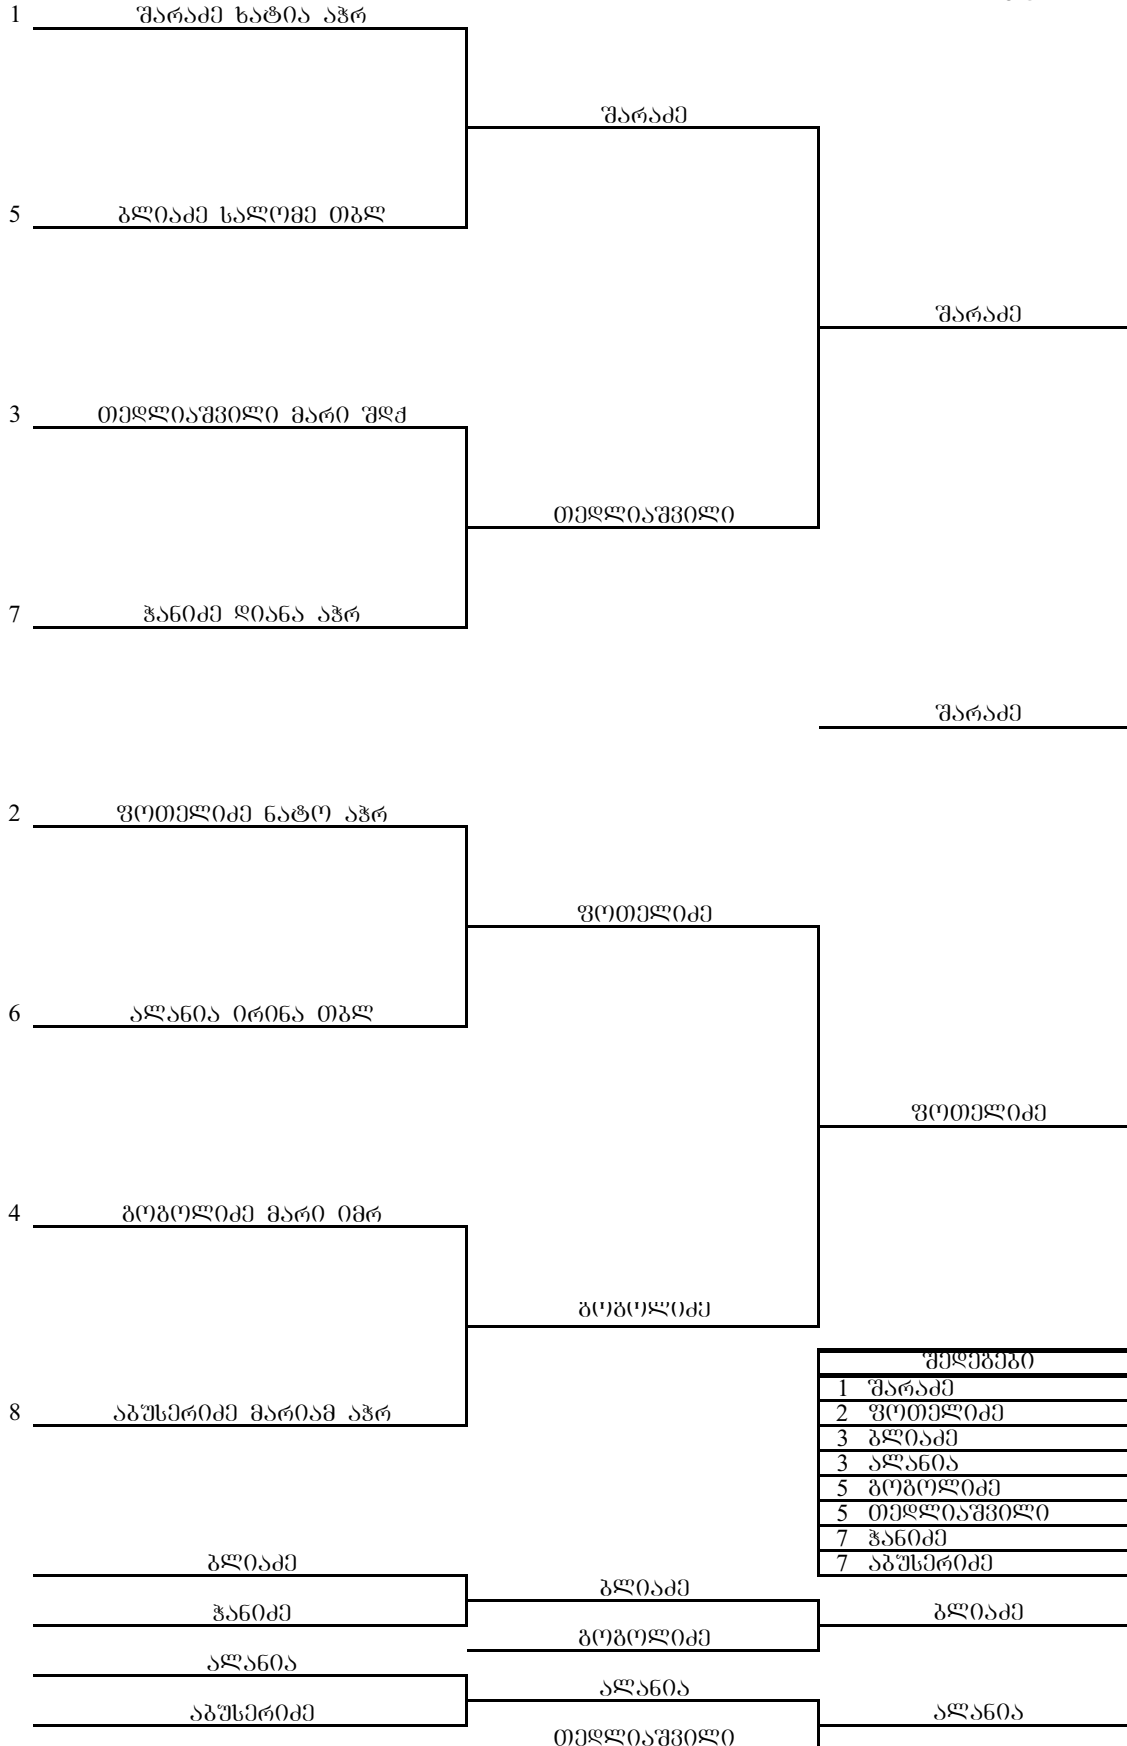 1 შარაძე ხატია აჭრ
შარაძე
5 ბლიაძე სალომე თბლ
შარაძე
3 თედლიაშვილი მარი შდქ
თედლიაშვილი
7 ჭანიძე დიანა აჭრ
შარაძე
2 ფოთელიძე ნატო აჭრ
ფოთელიძე
6 ალანია ირინა თბლ
ფოთელიძე
4 გოგოლიძე მარი იმრ
გოგოლიძე
8 აბუსერიძე მარიამ აჭრ
შედეგები
1 შარაძე
2 ფოთელიძე
3 ბლიაძე
3 ალანია
5 გოგოლიძე
5 თედლიაშვილი
7 ჭანიძე
7 აბუსერიძე
ბლიაძე
ბლიაძე
ჭანიძე
ბლიაძე
გოგოლიძე
ალანია
ალანია
აბუსერიძე
ალანია
თედლიაშვილი